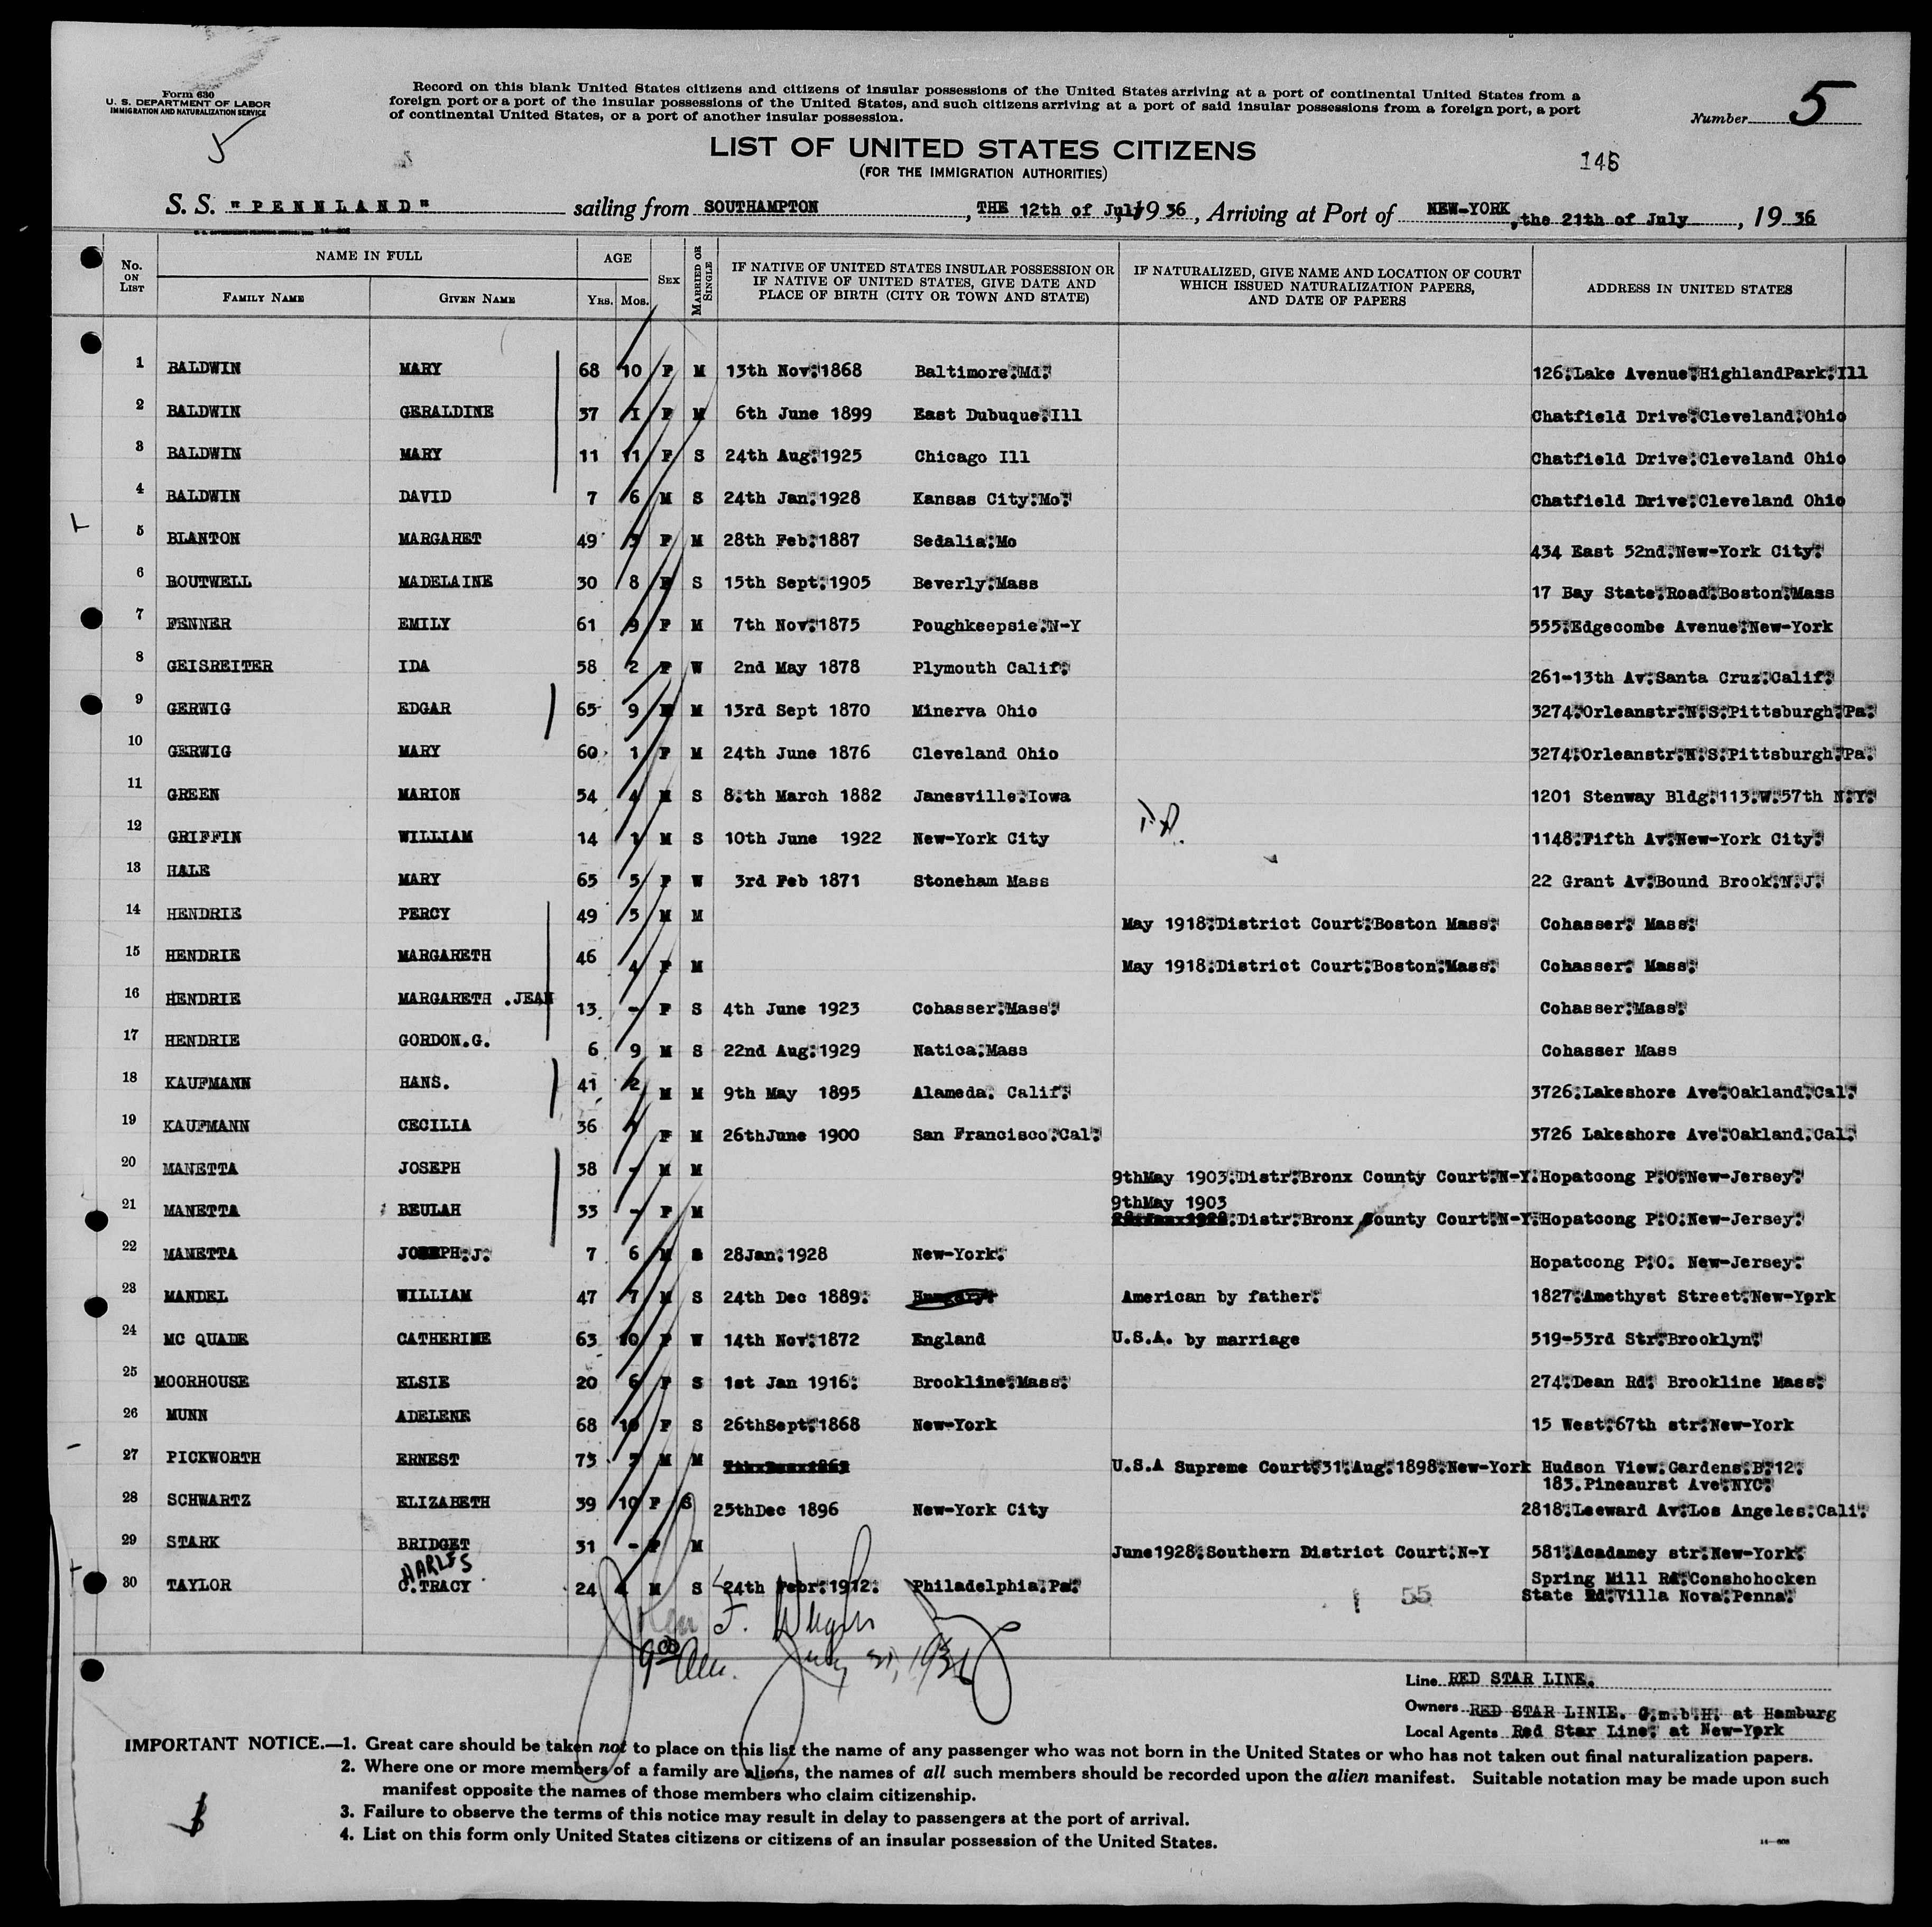 Form 630
U. S. DEPARTMENT OF LABOR
IMMIGRATION AND NATURALIZATION SERVICE
Record on this blank United States citizens and citizens of insular possessions of the United States arriving at a port of continental United States from a
foreign port or a port of the insular possessions of the United States, and such citizens arriving at a port of said insular possessions from a foreign port, a port
of continental United States, or a port of another insular possession.
Number 5
LIST OF UNITED STATES CITIZENS
(FOR THE IMMIGRATION AUTHORITIES)
146
S. S. "PENNLAND" sailing from SOUTHAMPTON, THE 12th of July 1936, Arriving at Port of NEW-YORK, the 21th of July, 1936
No. ON LIST NAME IN FULL AGE SEX MARRIED OR SINGLE IF NATIVE OF UNITED STATES INSULAR POSSESSION OR IF NATIVE OF UNITED STATES, GIVE DATE AND PLACE OF BIRTH (CITY OR TOWN AND STATE) IF NATURALIZED, GIVE NAME AND LOCATION OF COURT WHICH ISSUED NATURALIZATION PAPERS, AND DATE OF PAPERS ADDRESS IN UNITED STATES
FAMILY NAME GIVEN NAME YRS. MOS.
1 BALDWIN MARY 68 10 F M 13th Nov:1868 Baltimore:Md: 126:Lake Avenue:HighlandPark:Ill
2 BALDWIN GERALDINE 37 1 F M 6th June 1899 East Dubuque:Ill Chatfield Drive:Cleveland:Ohio
3 BALDWIN MARY 11 11 F S 24th Aug:1925 Chicago Ill Chatfield Drive:Cleveland Ohio
4 BALDWIN DAVID 7 6 M S 24th Jan:1928 Kansas City:Mo: Chatfield Drive:Cleveland Ohio
5 BLANTON MARGARET 49 5 F M 28th Feb:1887 Sedalia:Mo 434 East 52nd:New-York City:
6 BOUTWELL MADELAINE 30 8 F S 15th Sept:1905 Beverly:Mass 17 Bay State:Road:Boston:Mass
7 FENNER EMILY 61 9 F M 7th Nov:1875 Poughkeepsie:N-Y 555:Edgecombe Avenue:New-York
8 GEISREITER IDA 58 2 F W 2nd May 1878 Plymouth Calif: 261-13th Av:Santa Cruz:Calif:
9 GERWIG EDGAR 65 9 M M 13rd Sept 1870 Minerva Ohio 3274:Orleanstr:N:S:Pittsburgh:Pa:
10 GERWIG MARY 60 1 F M 24th June 1876 Cleveland Ohio 3274:Orleanstr:N:S:Pittsburgh:Pa:
11 GREEN MARION 54 4 M S 8:th March 1882 Janesville:Iowa 1201 Stenway Bldg:113:W:57th N:Y:
12 GRIFFIN WILLIAM 14 1 M S 10th June 1922 New-York City 1148:Fifth Av:New-York City:
13 HALE MARY 65 5 F W 3rd Feb 1871 Stoneham Mass 22 Grant Av:Bound Brook:N:J:
14 HENDRIE PERCY 49 5 M M May 1918:District Court:Boston Mass: Cohasser: Mass:
15 HENDRIE MARGARETH 46 4 F M May 1918:District Court:Boston:Mass: Cohasser: Mass:
16 HENDRIE MARGARETH .JEAN 13 - F S 4th June 1923 Cohasser:Mass: Cohasser:Mass:
17 HENDRIE GORDON.G. 6 9 M S 22nd Aug:1929 Natica:Mass Cohasser Mass
18 KAUFMANN HANS. 41 2 M M 9th May 1895 Alameda. Calif: 3726:Lakeshore Ave:Oakland:Cal:
19 KAUFMANN CECILIA 36 1 F M 26thJune 1900 San Francisco:Cal: 3726 Lakeshore Ave:Oakland:Cal:
20 MANETTA JOSEPH 38 - M M 9thMay 1903:Distr:Bronx County Court:N-Y: Hopatcong P:O:New-Jersey:
21 MANETTA BEULAH 33 - F M 9thMay 1903 :Distr:Bronx County Court:N-Y: Hopatcong P:O:New-Jersey:
22 MANETTA JOSEPH:J: 7 6 M S 28Jan:1928 New-York: Hopatcong P:O. New-Jersey:
23 MANDEL WILLIAM 47 7 M S 24th Dec 1889: Hungary: American by father: 1827:Amethyst Street:New-York
24 MC QUADE CATHERINE 63 10 F W 14th Nov:1872 England U.S.A. by marriage 519-53rd Str:Brooklyn:
25 MOORHOUSE ELSIE 20 6 F S 1st Jan 1916: Brookline:Mass: 274:Dean Rd: Brookline Mass:
26 MUNN ADELENE 68 10 F S 26thSept:1868 New-York 15 West:67th str:New-York
27 PICKWORTH ERNEST 73 5 M M U.S.A Supreme Court:31:Aug:1898:New-York Hudson View:Gardens:B:12:
183.Pineaurst Ave:NYC:
28 SCHWARTZ ELIZABETH 39 10 F S 25thDec 1896 New-York City 2818:Leeward Av:Los Angeles:Cali:
29 STARK BRIDGET 31 - F M June1928:Southern District Court:N-Y 581:Acadamey str:New-York:
HARLES
30 TAYLOR C.TRACY 24 4 M S 24th Febr:1912: Philadelphia:Pa: Spring Mill Rd:Conshohocken
State Rd:Villa Nova:Penna:
55
July 21, 1936
Line RED STAR LINE.
Owners RED STAR LINIE. G.m.b.H. at Hamburg
Local Agents Red Star Line: at New-York
IMPORTANT NOTICE.—1. Great care should be taken not to place on this list the name of any passenger who was not born in the United States or who has not taken out final naturalization papers.
2. Where one or more members of a family are aliens, the names of all such members should be recorded upon the alien manifest. Suitable notation may be made upon such
manifest opposite the names of those members who claim citizenship.
3. Failure to observe the terms of this notice may result in delay to passengers at the port of arrival.
4. List on this form only United States citizens or citizens of an insular possession of the United States.
14—608